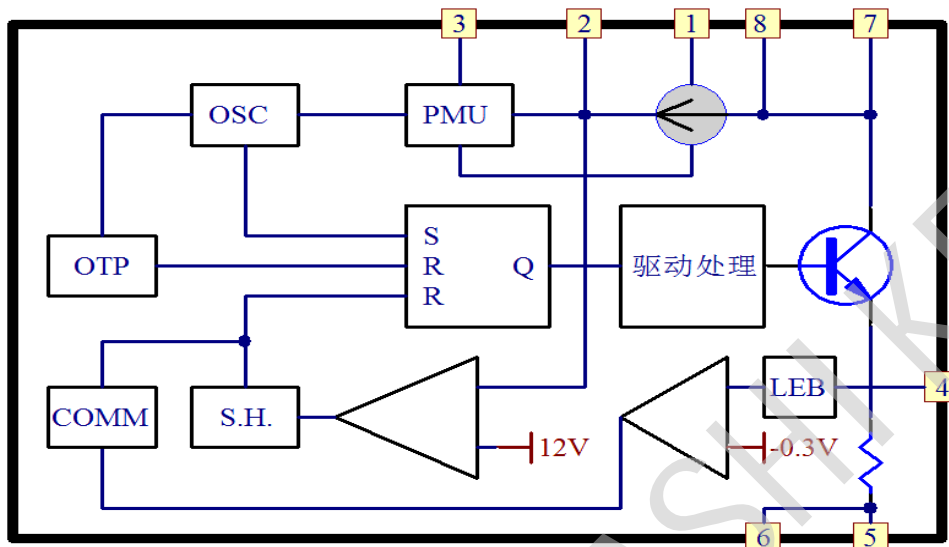 3 2 1 8 7
OSC PMU
S
OTP R Q 驱动处理
R
COMM S.H. LEB 4
12V -0.3V
6 5
SHIKE